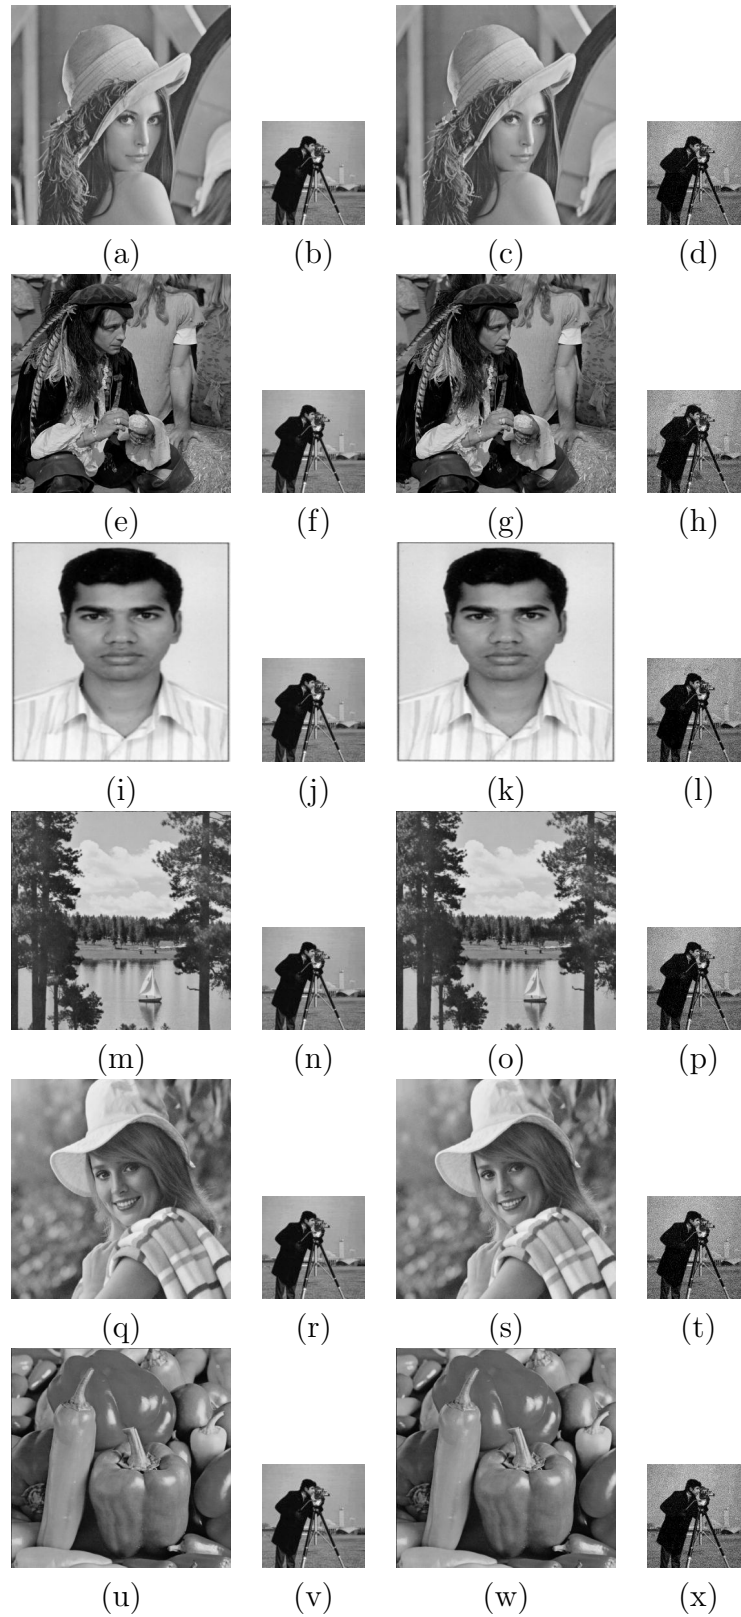 (a) (b) (c) (d)
(e) (f) (g) (h)
(i) (j) (k) (l)
(m) (n) (o) (p)
(q) (r) (s) (t)
(u) (v) (w) (x)